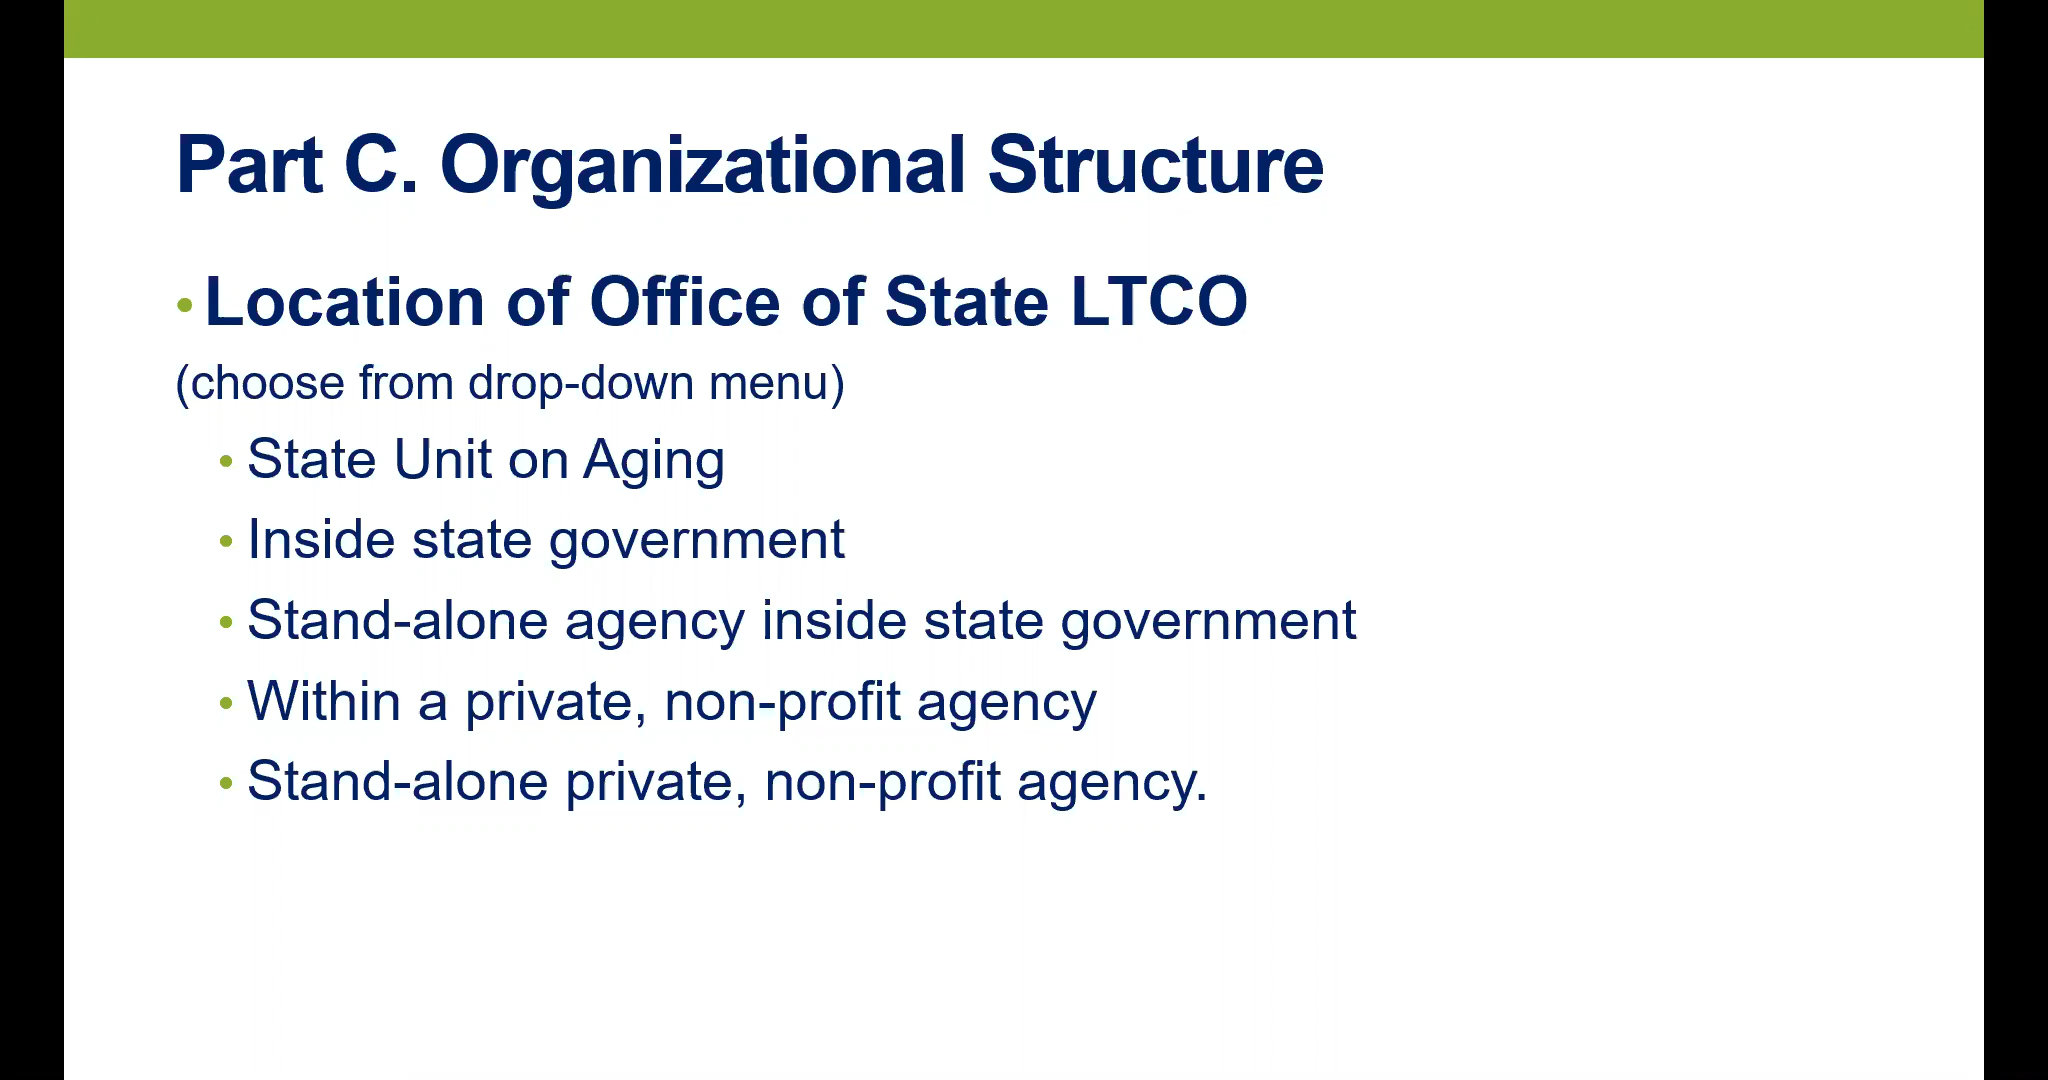 Part C. Organizational Structure
• Location of Office of State LTCO
(choose from drop-down menu)
• State Unit on Aging
• Inside state government
• Stand-alone agency inside state government
• Within a private, non-profit agency
• Stand-alone private, non-profit agency.